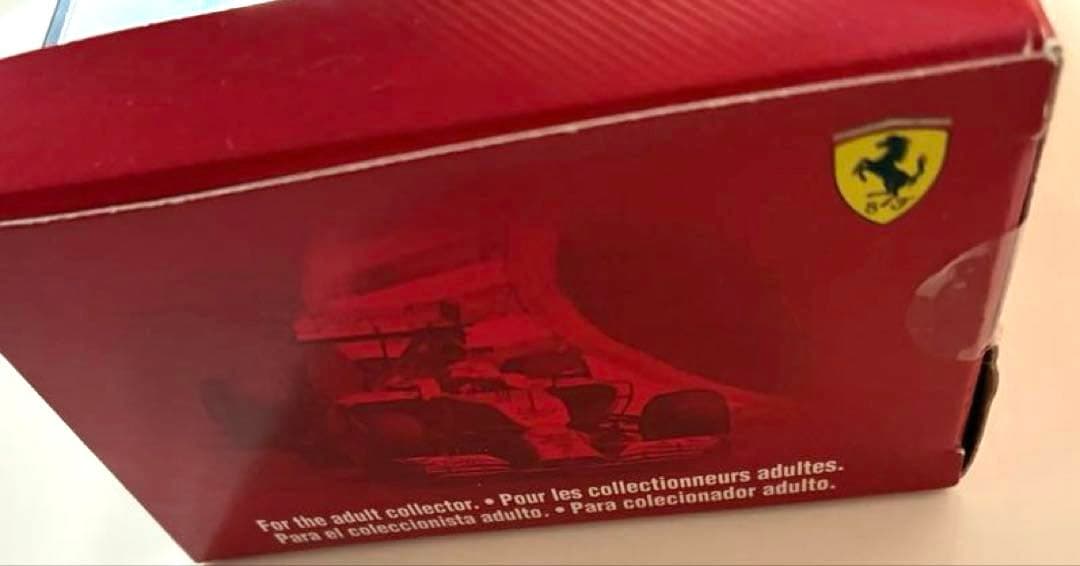 S F
For the adult collector. • Pour les collectionneurs adultes.
Para el coleccionista adulto. • Para colecionador adulto.